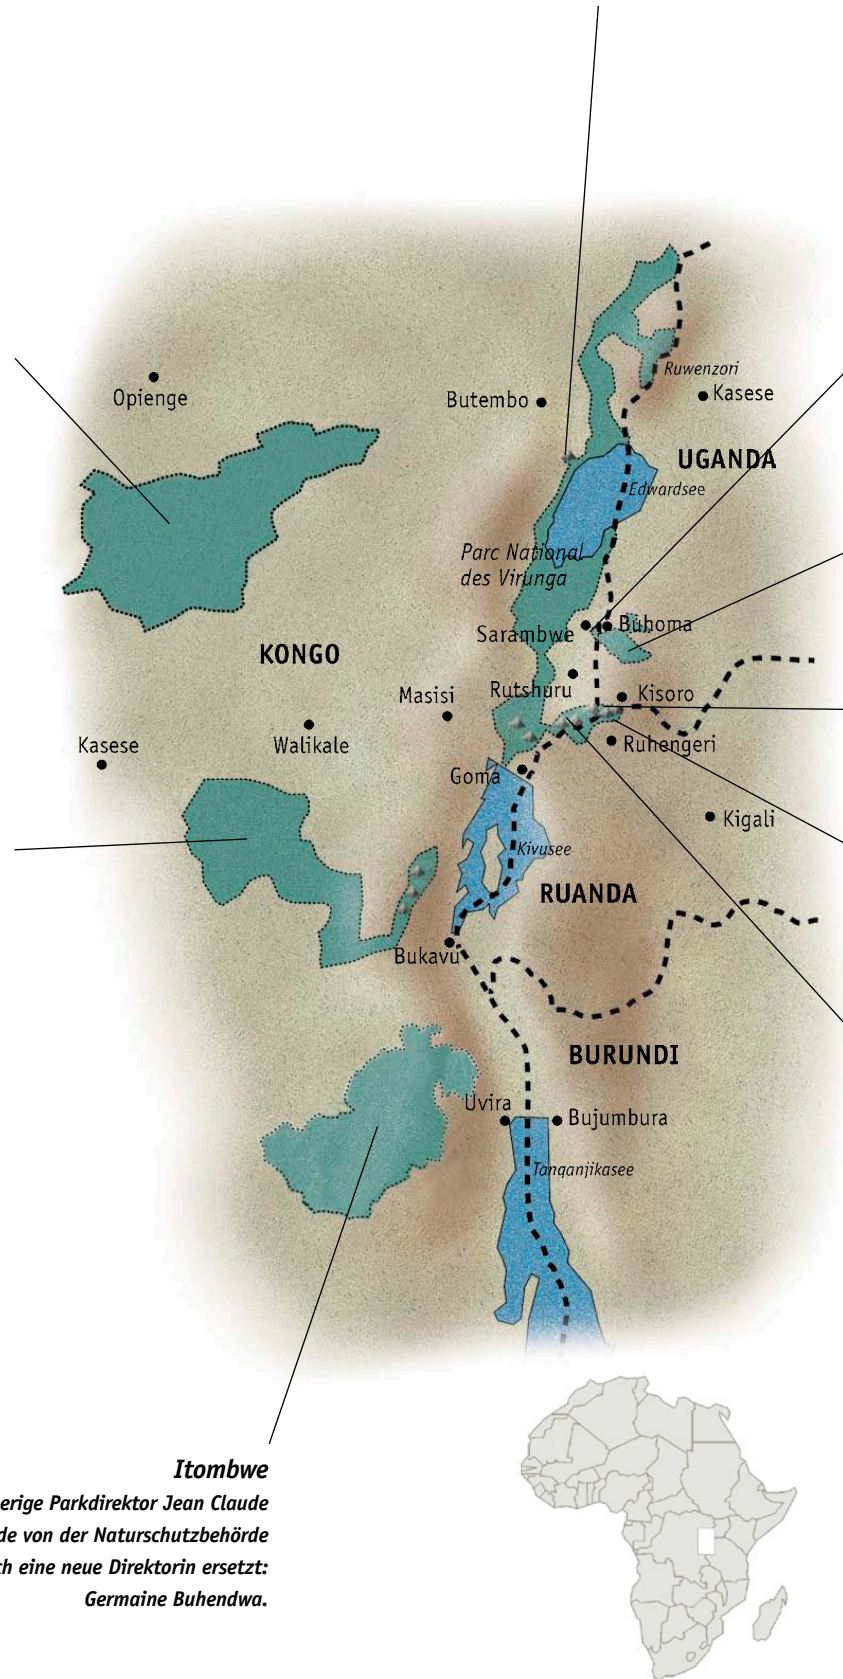 Ruwenzori
Opienge
Butembo
Kasese
UGANDA
Edwardsee
Parc National
des Virunga
Sarambwe
Buhoma
KONGO
Rutshuru
Kisoro
Masisi
Kasese
Walikale
Ruhengeri
Goma
Kigali
Kivusee
RUANDA
Bukavu
BURUNDI
Uvira
Bujumbura
Tanganjikasee
Itombwe
erige Parkdirektor Jean Claude
de von der Naturschutzbehörde
ch eine neue Direktorin ersetzt:
Germaine Buhendwa.